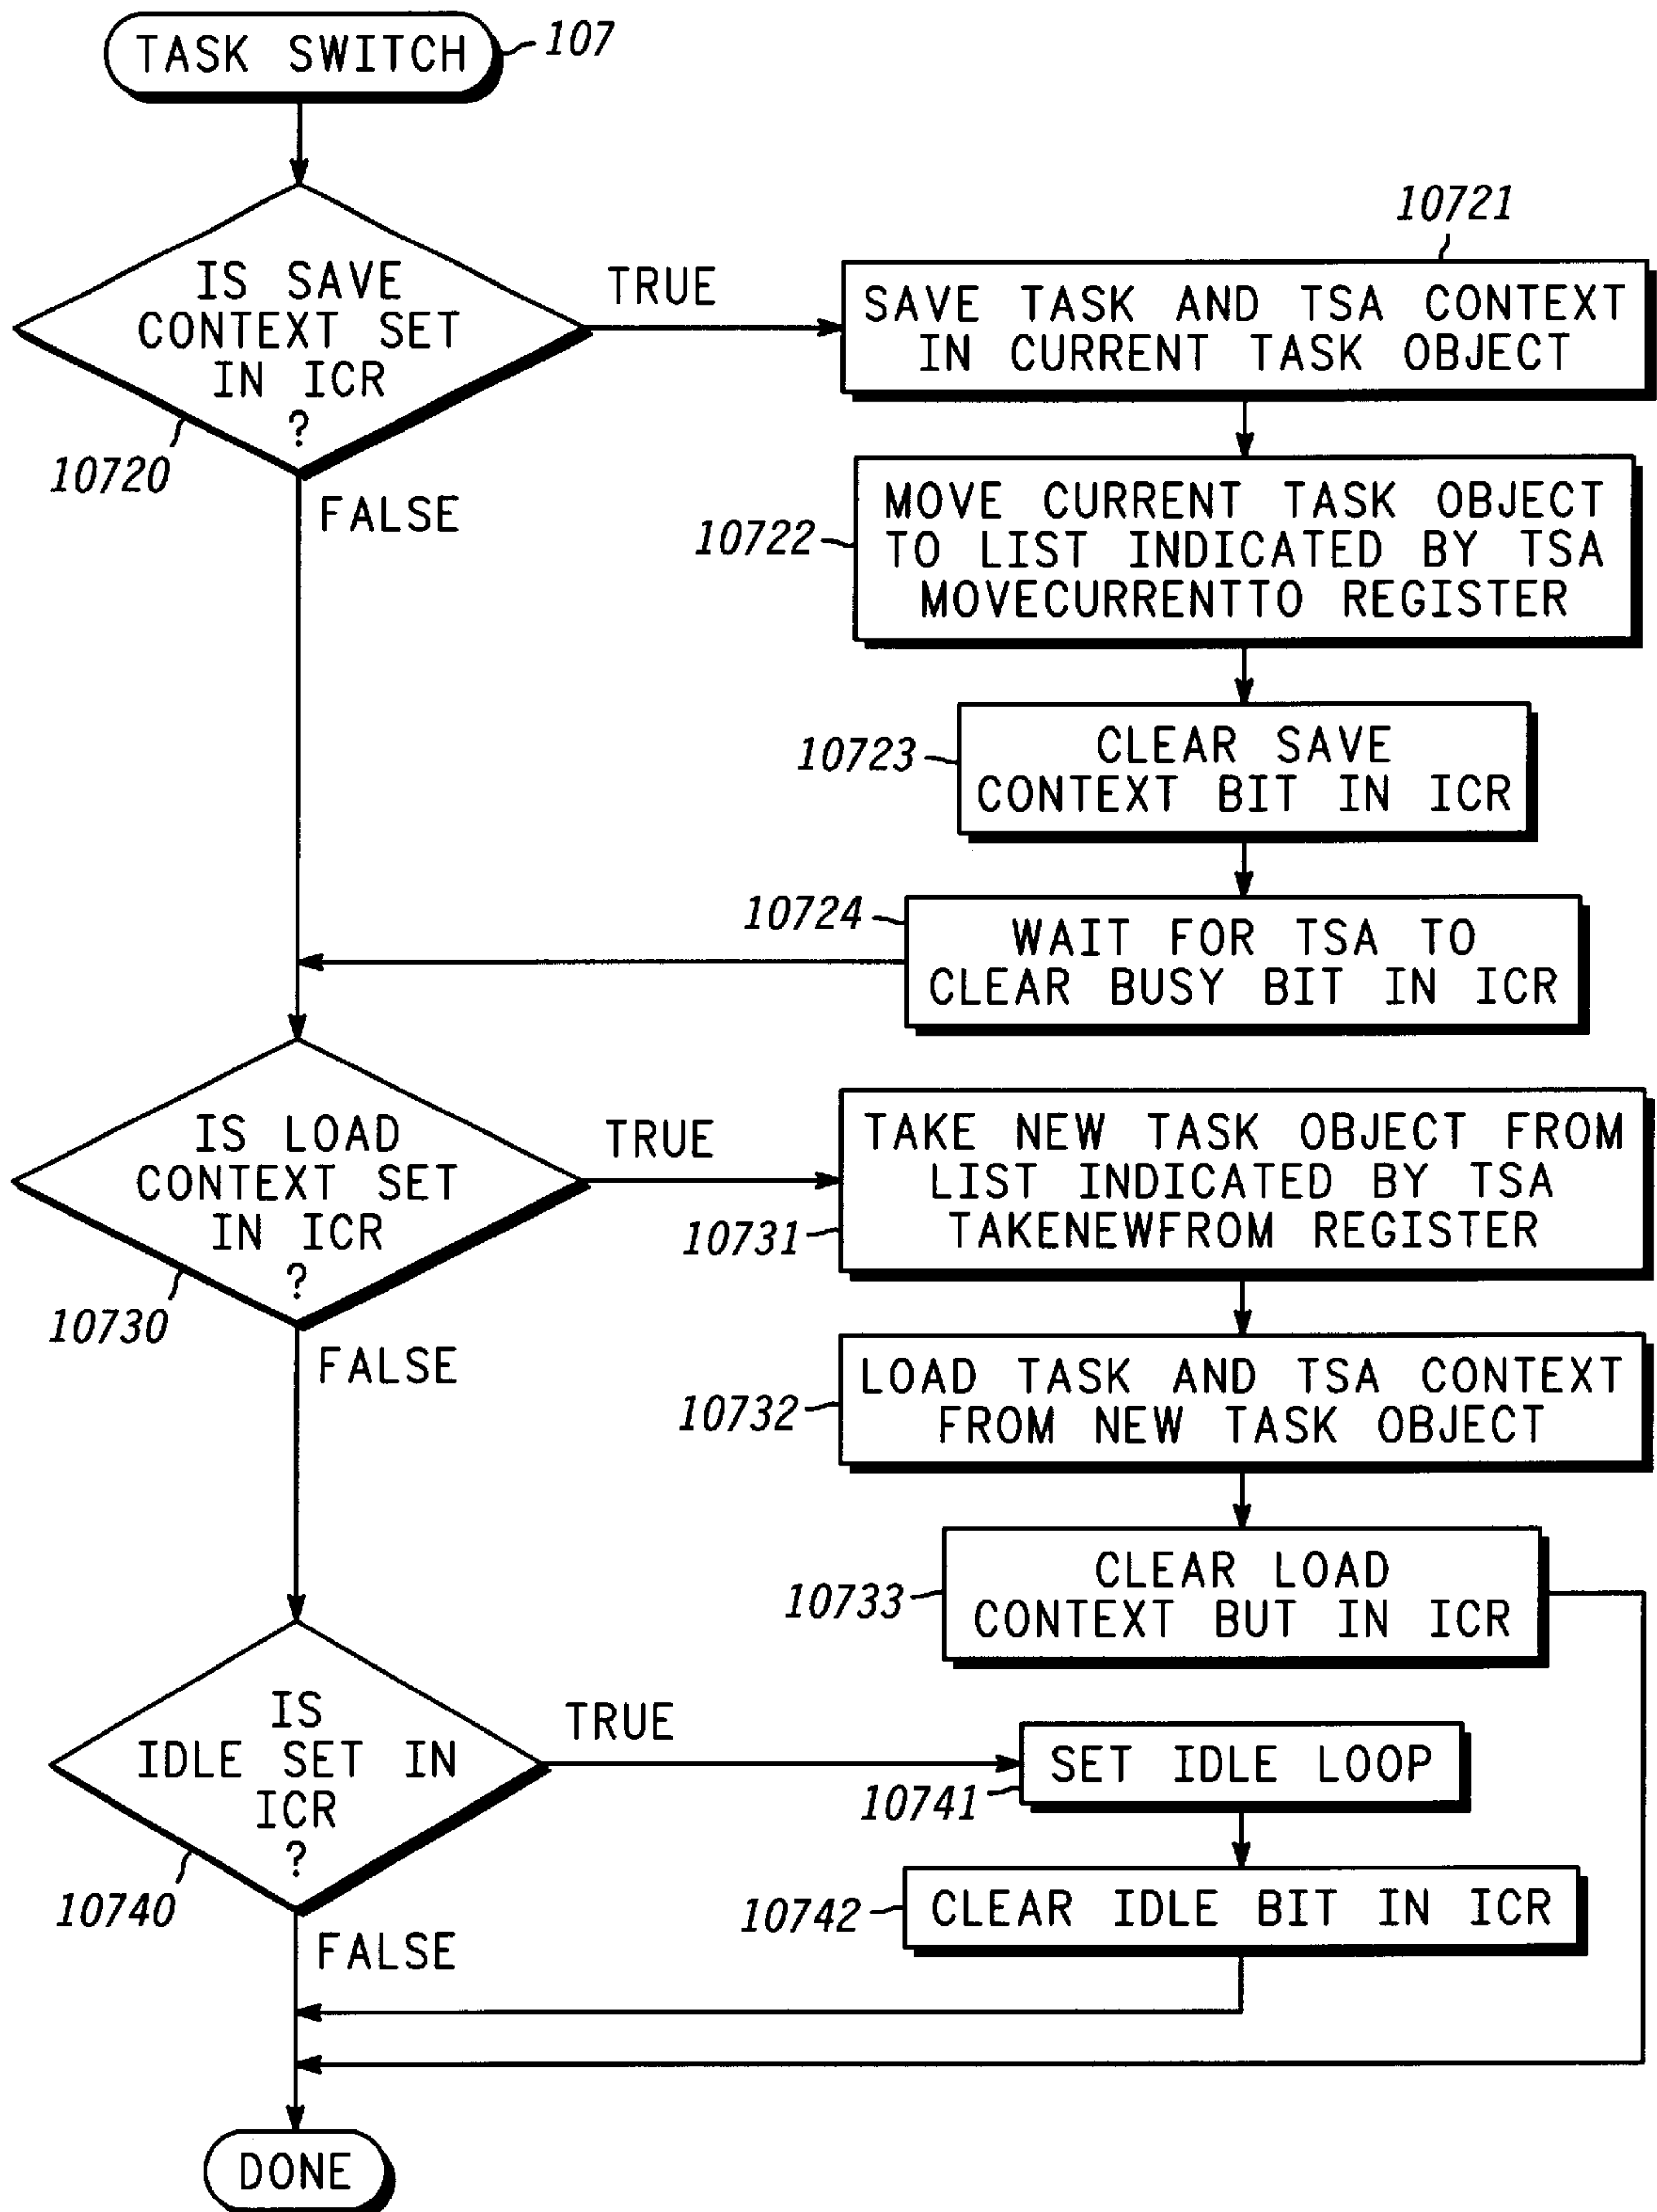 TASK SWITCH
107
IS SAVE
CONTEXT SET
IN ICR
?
10720
TRUE
FALSE
10721
SAVE TASK AND TSA CONTEXT
IN CURRENT TASK OBJECT
10722
MOVE CURRENT TASK OBJECT
TO LIST INDICATED BY TSA
MOVECURRENTTO REGISTER
10723
CLEAR SAVE
CONTEXT BIT IN ICR
10724
WAIT FOR TSA TO
CLEAR BUSY BIT IN ICR
IS LOAD
CONTEXT SET
IN ICR
?
10730
TRUE
FALSE
TAKE NEW TASK OBJECT FROM
LIST INDICATED BY TSA
TAKENEWFROM REGISTER
10731
LOAD TASK AND TSA CONTEXT
FROM NEW TASK OBJECT
10732
CLEAR LOAD
CONTEXT BUT IN ICR
10733
IS
IDLE SET IN
ICR
?
10740
TRUE
FALSE
SET IDLE LOOP
10741
CLEAR IDLE BIT IN ICR
10742
DONE